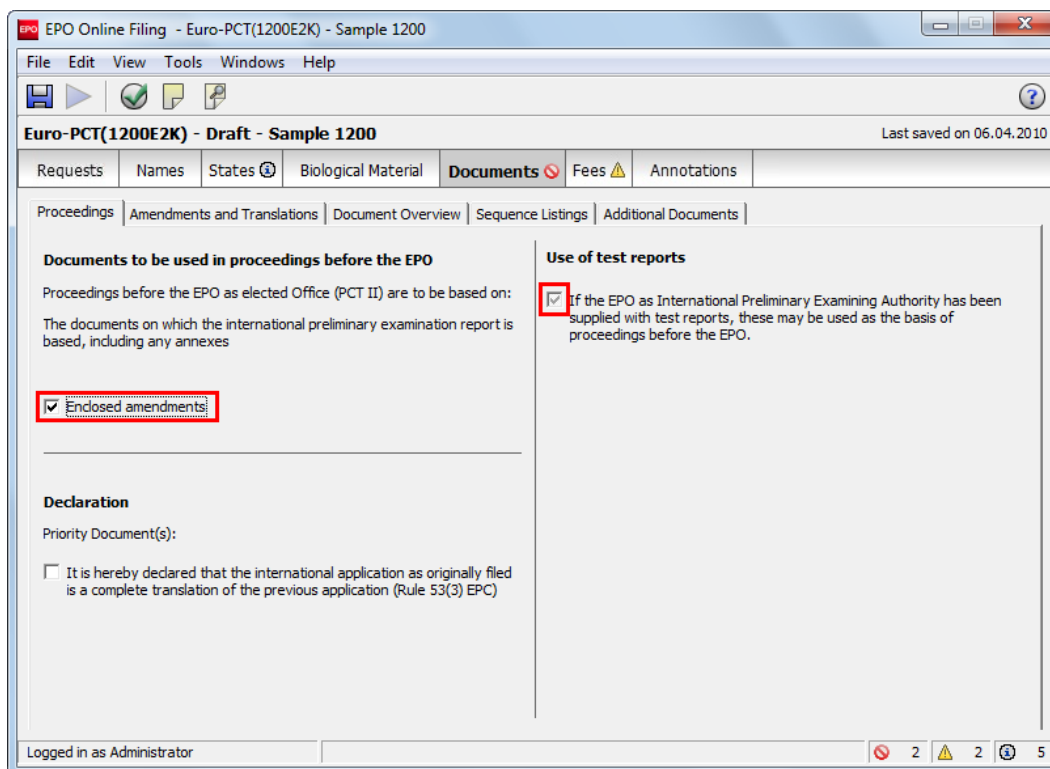 EPO EPO Online Filing - Euro-PCT(1200E2K) - Sample 1200
File Edit View Tools Windows Help
Euro-PCT(1200E2K) - Draft - Sample 1200
Last saved on 06.04.2010
Requests Names States Biological Material Documents Fees Annotations
Proceedings Amendments and Translations Document Overview Sequence Listings Additional Documents
Documents to be used in proceedings before the EPO
Proceedings before the EPO as elected Office (PCT II) are to be based on:
The documents on which the international preliminary examination report is
based, including any annexes
Enclosed amendments
Declaration
Priority Document(s):
It is hereby declared that the international application as originally filed
is a complete translation of the previous application (Rule 53(3) EPC)
Use of test reports
If the EPO as International Preliminary Examining Authority has been
supplied with test reports, these may be used as the basis of
proceedings before the EPO.
Logged in as Administrator
2 2 5